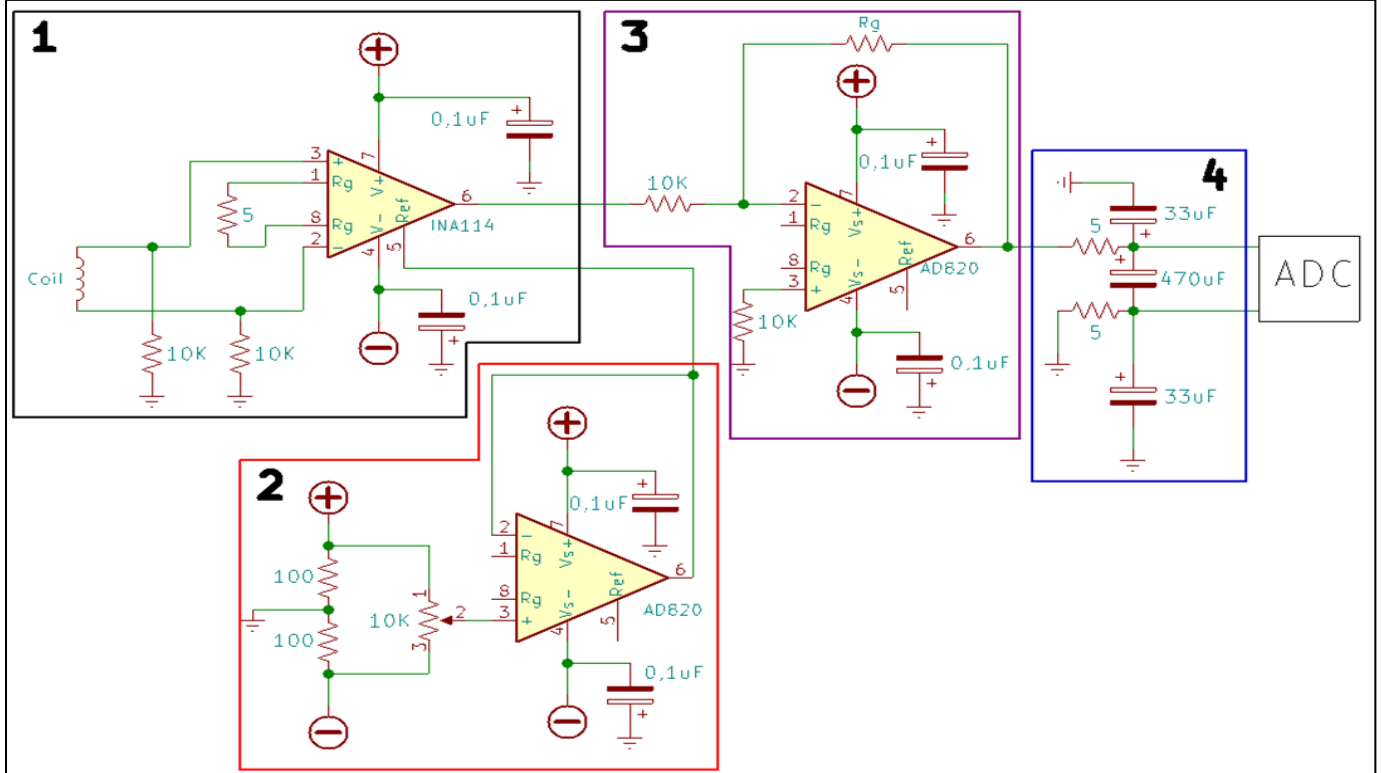 1
0,1uF
3
+
1
Rg
7
V+
5
8
Rg
2
-
V-
4
Ref
5
6
INA114
Coil
10K
10K
0,1uF
2
+
100
100
-
10K
1
2
3
+
0,1uF
2
-
1
Rg
8
Rg
3
+
7
Vs+
Vs-
4
Ref
5
6
AD820
0,1uF
-
3
Rg
+
0,1uF
10K
2
-
1
Rg
8
Rg
3
+
7
Vs+
Vs-
4
Ref
5
6
AD820
10K
0,1uF
-
4
33uF
5
470uF
5
33uF
ADC